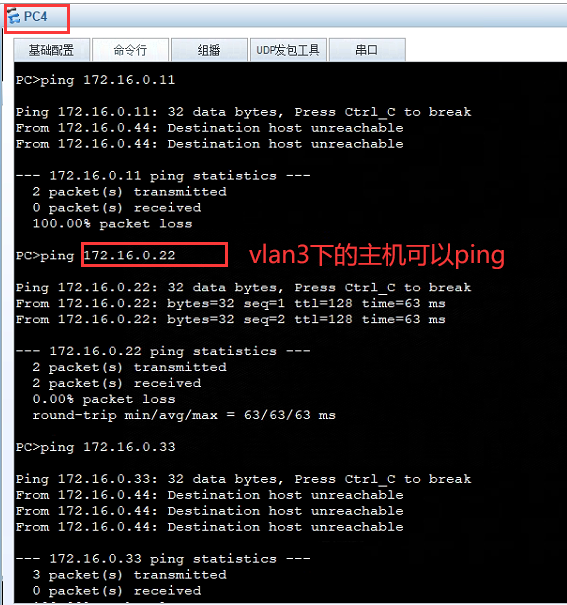 PC4
基础配置 命令行 组播 UDP发包工具 串口
PC>ping 172.16.0.11
Ping 172.16.0.11: 32 data bytes, Press Ctrl_C to break
From 172.16.0.44: Destination host unreachable
From 172.16.0.44: Destination host unreachable
--- 172.16.0.11 ping statistics ---
2 packet(s) transmitted
0 packet(s) received
100.00% packet loss
PC>ping 172.16.0.22 vlan3下的主机可以ping
Ping 172.16.0.22: 32 data bytes, Press Ctrl_C to break
From 172.16.0.22: bytes=32 seq=1 ttl=128 time=63 ms
From 172.16.0.22: bytes=32 seq=2 ttl=128 time=63 ms
--- 172.16.0.22 ping statistics ---
2 packet(s) transmitted
2 packet(s) received
0.00% packet loss
round-trip min/avg/max = 63/63/63 ms
PC>ping 172.16.0.33
Ping 172.16.0.33: 32 data bytes, Press Ctrl_C to break
From 172.16.0.44: Destination host unreachable
From 172.16.0.44: Destination host unreachable
From 172.16.0.44: Destination host unreachable
--- 172.16.0.33 ping statistics ---
3 packet(s) transmitted
0 packet(s) received